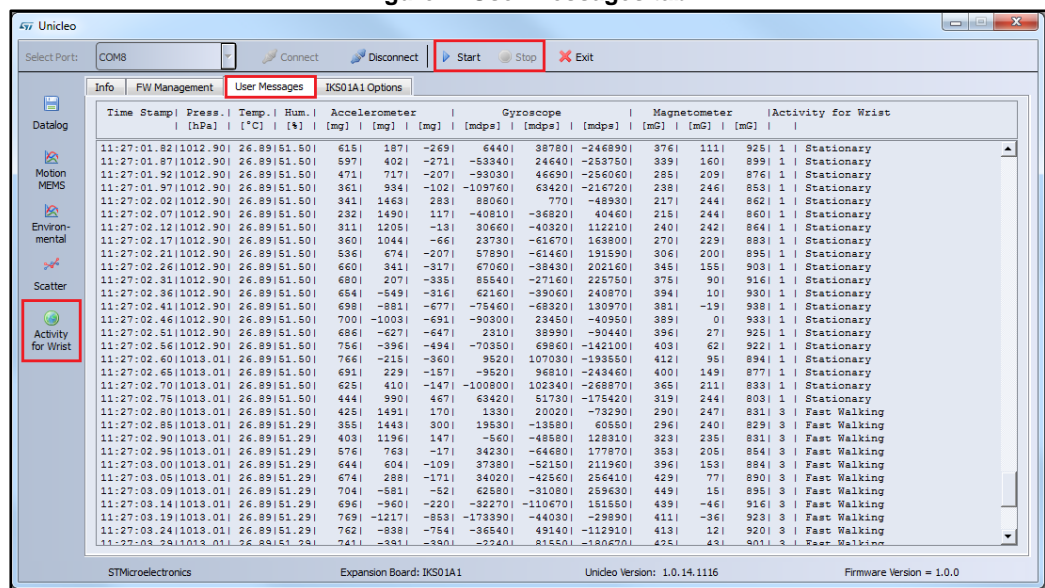 Unicleo
Select Port: COM8 Connect Disconnect Start Stop Exit
Info FW Management User Messages IKS01A1 Options
Datalog
Motion MEMS
Environ-mental
Scatter
Activity for Wrist
Time Stamp| Press.| Temp.| Hum.| Accelerometer | Gyroscope | Magnetometer |Activity for Wrist
| [hPa] | [°C] | [%] | [mg] | [mg] | [mg] | [mdps] | [mdps] | [mdps] | [mG] | [mG] | [mG] | |
11:27:01.82|1012.90| 26.89|51.50| 615| 187| -269| 6440| 38780| -246890| 376| 111| 925| 1 | Stationary
11:27:01.87|1012.90| 26.89|51.50| 597| 402| -271| -53340| 24640| -253750| 339| 160| 899| 1 | Stationary
11:27:01.92|1012.90| 26.89|51.50| 471| 717| -207| -93030| 46690| -256060| 285| 209| 876| 1 | Stationary
11:27:01.97|1012.90| 26.89|51.50| 361| 934| -102| -109760| 63420| -216720| 238| 246| 853| 1 | Stationary
11:27:02.02|1012.90| 26.89|51.50| 341| 1463| 283| 88060| 770| -48930| 217| 244| 862| 1 | Stationary
11:27:02.07|1012.90| 26.89|51.50| 232| 1490| 117| -40810| -36820| 40460| 215| 244| 860| 1 | Stationary
11:27:02.12|1012.90| 26.89|51.50| 311| 1205| -13| 30660| -40320| 112210| 240| 242| 864| 1 | Stationary
11:27:02.17|1012.90| 26.89|51.50| 360| 1044| -66| 23730| -61670| 163800| 270| 229| 883| 1 | Stationary
11:27:02.21|1012.90| 26.89|51.50| 536| 674| -207| 57890| -61460| 191590| 306| 200| 895| 1 | Stationary
11:27:02.26|1012.90| 26.89|51.50| 660| 341| -317| 67060| -38430| 202160| 345| 155| 903| 1 | Stationary
11:27:02.31|1012.90| 26.89|51.50| 680| 207| -335| 85540| -27160| 225750| 375| 90| 916| 1 | Stationary
11:27:02.36|1012.90| 26.89|51.50| 654| -549| -316| 62160| -39060| 240870| 394| 10| 930| 1 | Stationary
11:27:02.41|1012.90| 26.89|51.50| 698| -881| -677| -75460| -68320| 130970| 381| -19| 938| 1 | Stationary
11:27:02.46|1012.90| 26.89|51.50| 700| -1003| -691| -90300| 23450| -40950| 389| 0| 933| 1 | Stationary
11:27:02.51|1012.90| 26.89|51.50| 686| -627| -647| 2310| 38990| -90440| 396| 27| 925| 1 | Stationary
11:27:02.56|1012.90| 26.89|51.50| 756| -396| -494| -70350| 69860| -142100| 403| 62| 922| 1 | Stationary
11:27:02.60|1013.01| 26.89|51.50| 766| -215| -360| 9520| 107030| -193550| 412| 95| 894| 1 | Stationary
11:27:02.65|1013.01| 26.89|51.50| 691| 229| -157| -9520| 96810| -243460| 400| 149| 877| 1 | Stationary
11:27:02.70|1013.01| 26.89|51.50| 625| 410| -147| -100800| 102340| -268870| 365| 211| 833| 1 | Stationary
11:27:02.75|1013.01| 26.89|51.50| 444| 990| 467| 63420| 51730| -175420| 319| 244| 803| 1 | Stationary
11:27:02.80|1013.01| 26.89|51.50| 425| 1491| 170| 1330| 20020| -73290| 290| 247| 831| 3 | Fast Walking
11:27:02.85|1013.01| 26.89|51.29| 355| 1443| 300| 19530| -13580| 60550| 296| 240| 829| 3 | Fast Walking
11:27:02.90|1013.01| 26.89|51.29| 403| 1196| 147| -560| -48580| 128310| 323| 235| 831| 3 | Fast Walking
11:27:02.95|1013.01| 26.89|51.29| 576| 763| -17| 34230| -64680| 177870| 353| 205| 854| 3 | Fast Walking
11:27:03.00|1013.01| 26.89|51.29| 644| 604| -109| 37380| -52150| 211960| 396| 153| 884| 3 | Fast Walking
11:27:03.05|1013.01| 26.89|51.29| 674| 288| -171| 34020| -42560| 256410| 429| 77| 890| 3 | Fast Walking
11:27:03.09|1013.01| 26.89|51.29| 704| -581| -52| 62580| -31080| 259630| 449| 15| 895| 3 | Fast Walking
11:27:03.14|1013.01| 26.89|51.29| 696| -960| -220| -32270| -110670| 151550| 439| -46| 916| 3 | Fast Walking
11:27:03.19|1013.01| 26.89|51.29| 769| -1217| -853| -173390| -44030| -29890| 411| -36| 923| 3 | Fast Walking
11:27:03.24|1013.01| 26.89|51.29| 762| -838| -754| -36540| 49140| -112910| 413| 12| 920| 3 | Fast Walking
11:27:03.29|1013.01| 26.89|51.29| 741| -391| -390| -2240| 81550| -180670| 425| 43| 901| 3 | Fast Walking
STMicroelectronics Expansion Board: IKS01A1 Unicleo Version: 1.0.14.1116 Firmware Version = 1.0.0